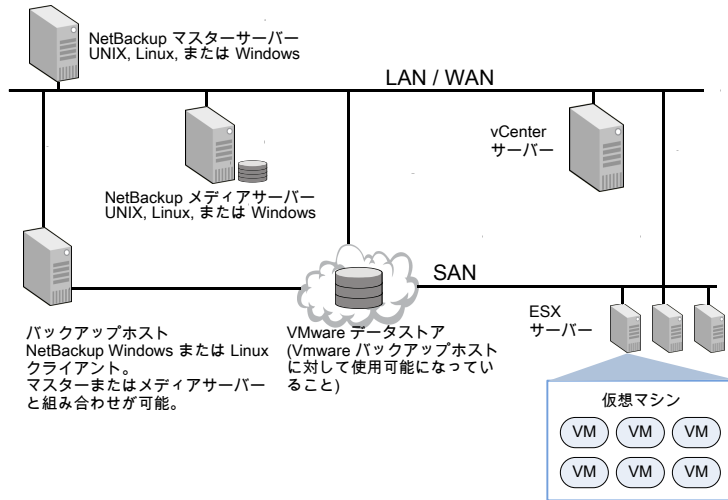 NetBackup マスターサーバー
UNIX, Linux, または Windows
LAN / WAN
vCenter
サーバー
NetBackup メディアサーバー
UNIX, Linux, または Windows
SAN
ESX
サーバー
バックアップホスト
NetBackup Windows または Linux
クライアント。
マスターまたはメディアサーバー
と組み合わせが可能。
VMware データストア
(Vmware バックアップホスト
に対して使用可能になってい
ること)
仮想マシン
VM VM VM
VM VM VM